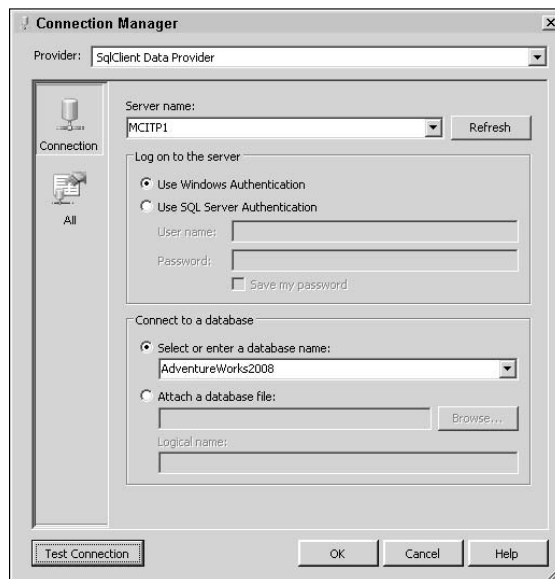 Connection Manager
Provider: SqlClient Data Provider
Connection
All
Server name:
MCITP1
Refresh
Log on to the server
Use Windows Authentication
Use SQL Server Authentication
User name:
Password:
Save my password
Connect to a database
Select or enter a database name:
AdventureWorks2008
Attach a database file:
Browse...
Logical name:
Test Connection
OK
Cancel
Help